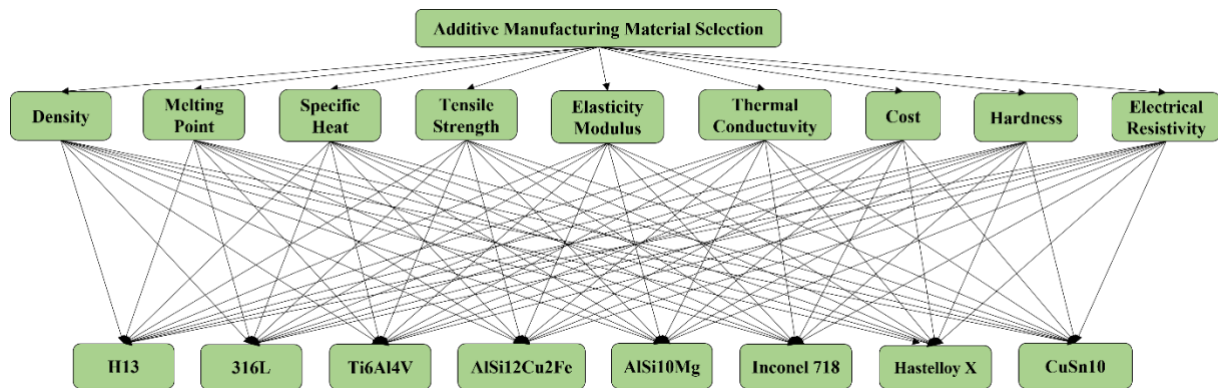 Additive Manufacturing Material Selection
Density
Melting
Point
Specific
Heat
Tensile
Strength
Elasticity
Modulus
Thermal
Conductuvity
Cost
Hardness
Electrical
Resistivity
H13
316L
Ti6Al4V
AlSi12Cu2Fe
AlSi10Mg
Inconel 718
Hastelloy X
CuSn10